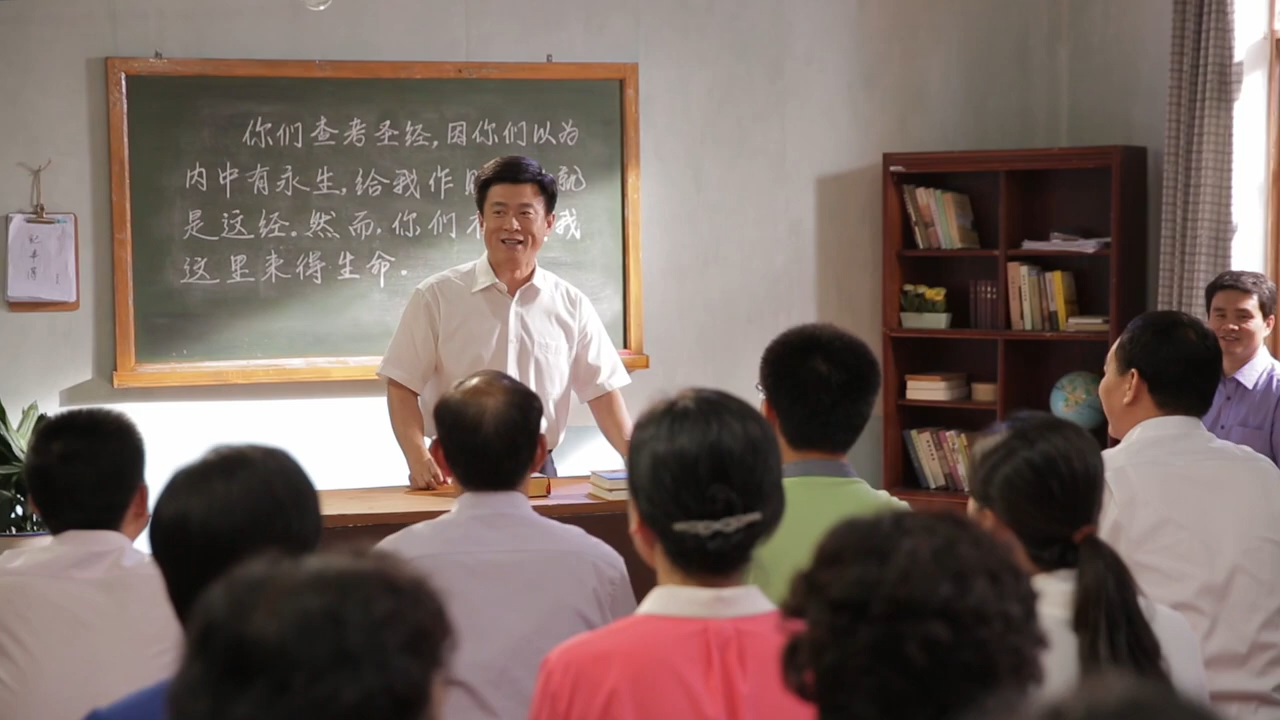 你们查考圣经,因你们以为
内中有永生,给我作 就
是这经。然而,你们 我
这里来得生命.